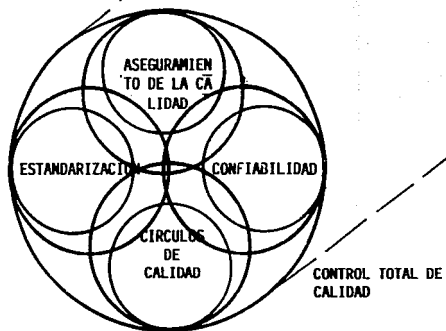 ASEGURAMIEN
TO DE LA CA
LIDAD
ESTANDARIZACION
CONFIABILIDAD
CIRCULOS
DE
CALIDAD
CONTROL TOTAL DE
CALIDAD